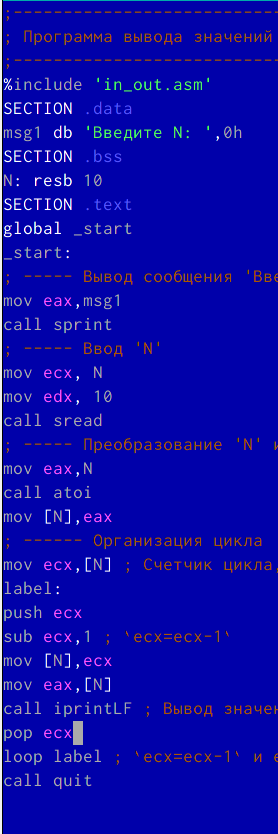 ;---------------------------
; Программа вывода значений
;---------------------------
%include 'in_out.asm'
SECTION .data
msg1 db 'Введите N: ',0h
SECTION .bss
N: resb 10
SECTION .text
global _start
_start:
; ----- Вывод сообщения 'Вве
mov eax,msg1
call sprint
; ----- Ввод 'N'
mov ecx, N
mov edx, 10
call sread
; ----- Преобразование 'N' и
mov eax,N
call atoi
mov [N],eax
; ------ Организация цикла
mov ecx,[N] ; Счетчик цикла,
label:
push ecx
sub ecx,1 ; `ecx=ecx-1`
mov [N],ecx
mov eax,[N]
call iprintLF ; Вывод значен
pop ecx
loop label ; `ecx=ecx-1` и е
call quit